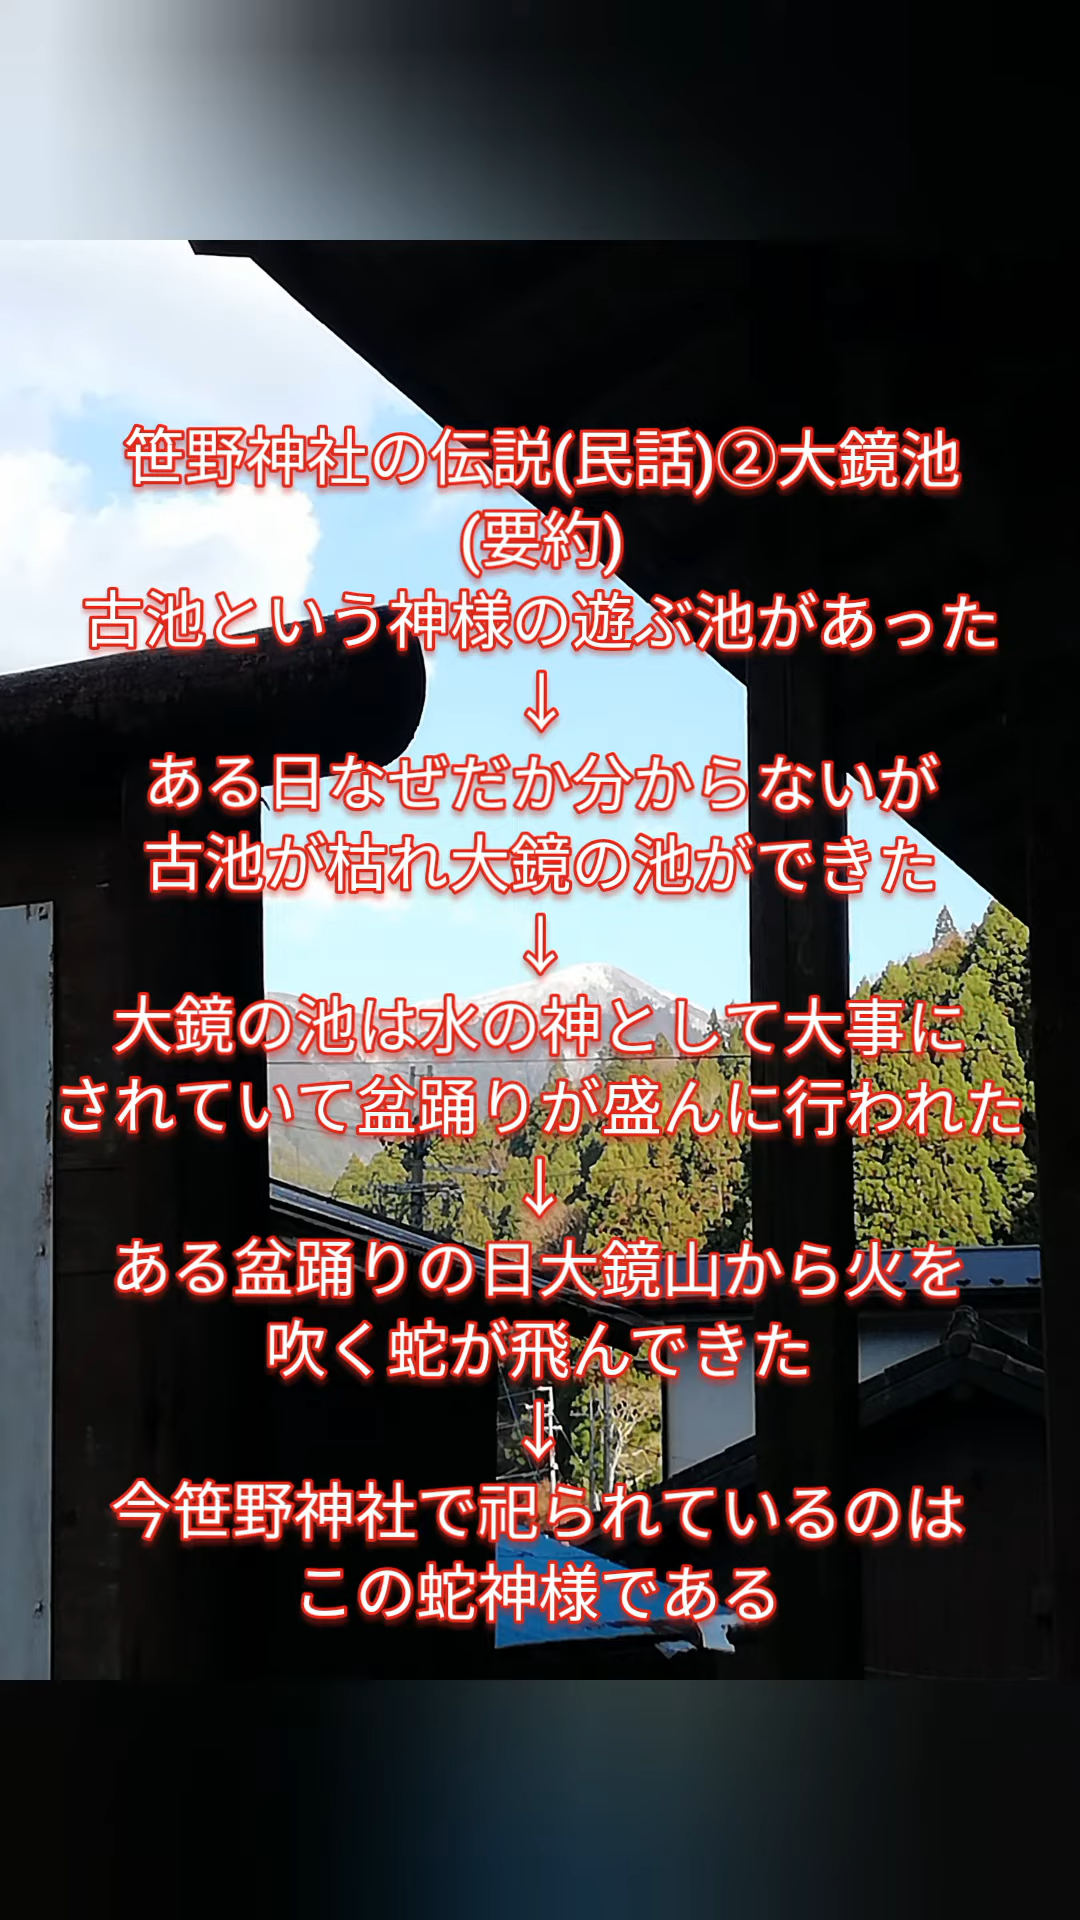 笹野神社の伝説(民話)②大鏡池
(要約)
古池という神様の遊ぶ池があった
↓
ある日なぜだか分からないが
古池が枯れ大鏡の池ができた
↓
大鏡の池は水の神として大事に
されていて盆踊りが盛んに行われた
↓
ある盆踊りの日大鏡山から火を
吹く蛇が飛んできた
↓
今笹野神社で祀られているのは
この蛇神様である